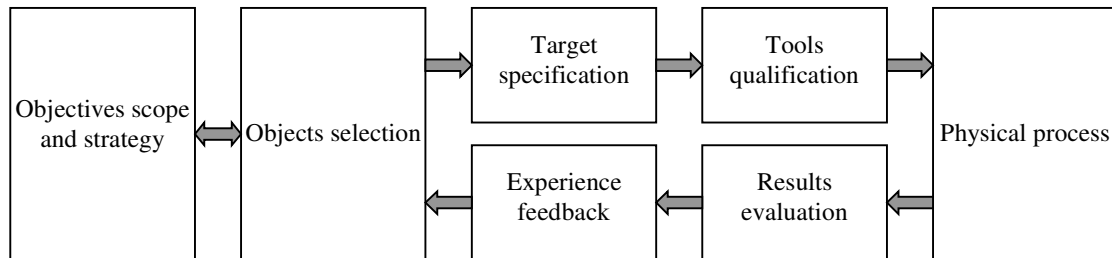 Objectives scope
and strategy
Objects selection
Target
specification
Tools
qualification
Physical process
Experience
feedback
Results
evaluation